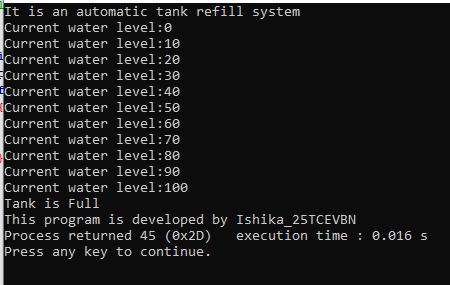 It is an automatic tank refill system
Current water level:0
Current water level:10
Current water level:20
Current water level:30
Current water level:40
Current water level:50
Current water level:60
Current water level:70
Current water level:80
Current water level:90
Current water level:100
Tank is Full
This program is developed by Ishika_25TCEVBN
Process returned 45 (0x2D)   execution time : 0.016 s
Press any key to continue.